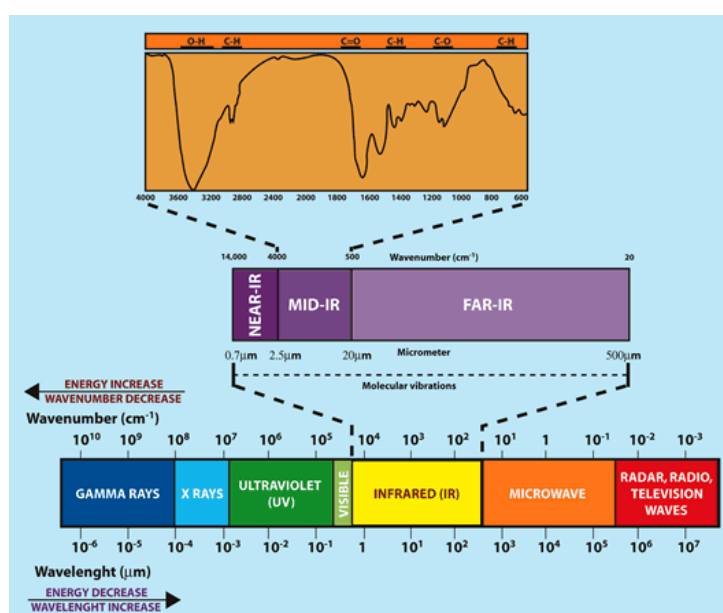 O-H C-H C=O C-H C-O C-H
4000 3600 3200 2800 2400 2000 1800 1600 1400 1200 1000 800 600
14,000 4000 500 Wavenumber (cm⁻¹) 20
NEAR-IR MID-IR FAR-IR
0.7µm 2.5µm 20µm Micrometer 500µm
Molecular vibrations
ENERGY INCREASE
WAVENUMBER DECREASE
Wavenumber (cm⁻¹)
10¹⁰ 10⁹ 10⁸ 10⁷ 10⁶ 10⁵ 10⁴ 10³ 10² 10¹ 1 10⁻¹ 10⁻² 10⁻³
GAMMA RAYS X RAYS ULTRAVIOLET (UV) VISIBLE INFRARED (IR) MICROWAVE RADAR, RADIO, TELEVISION WAVES
10⁻⁶ 10⁻⁵ 10⁻⁴ 10⁻³ 10⁻² 10⁻¹ 1 10¹ 10² 10³ 10⁴ 10⁵ 10⁶ 10⁷
Wavelenght (µm)
ENERGY DECREASE
WAVELENGHT INCREASE